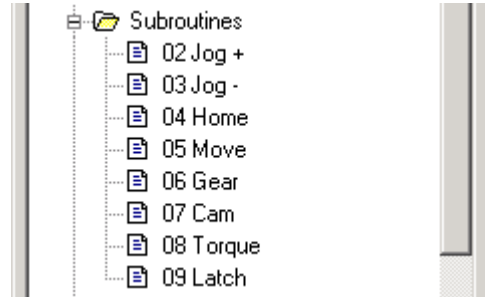 Subroutines
02 Jog +
03 Jog -
04 Home
05 Move
06 Gear
07 Cam
08 Torque
09 Latch